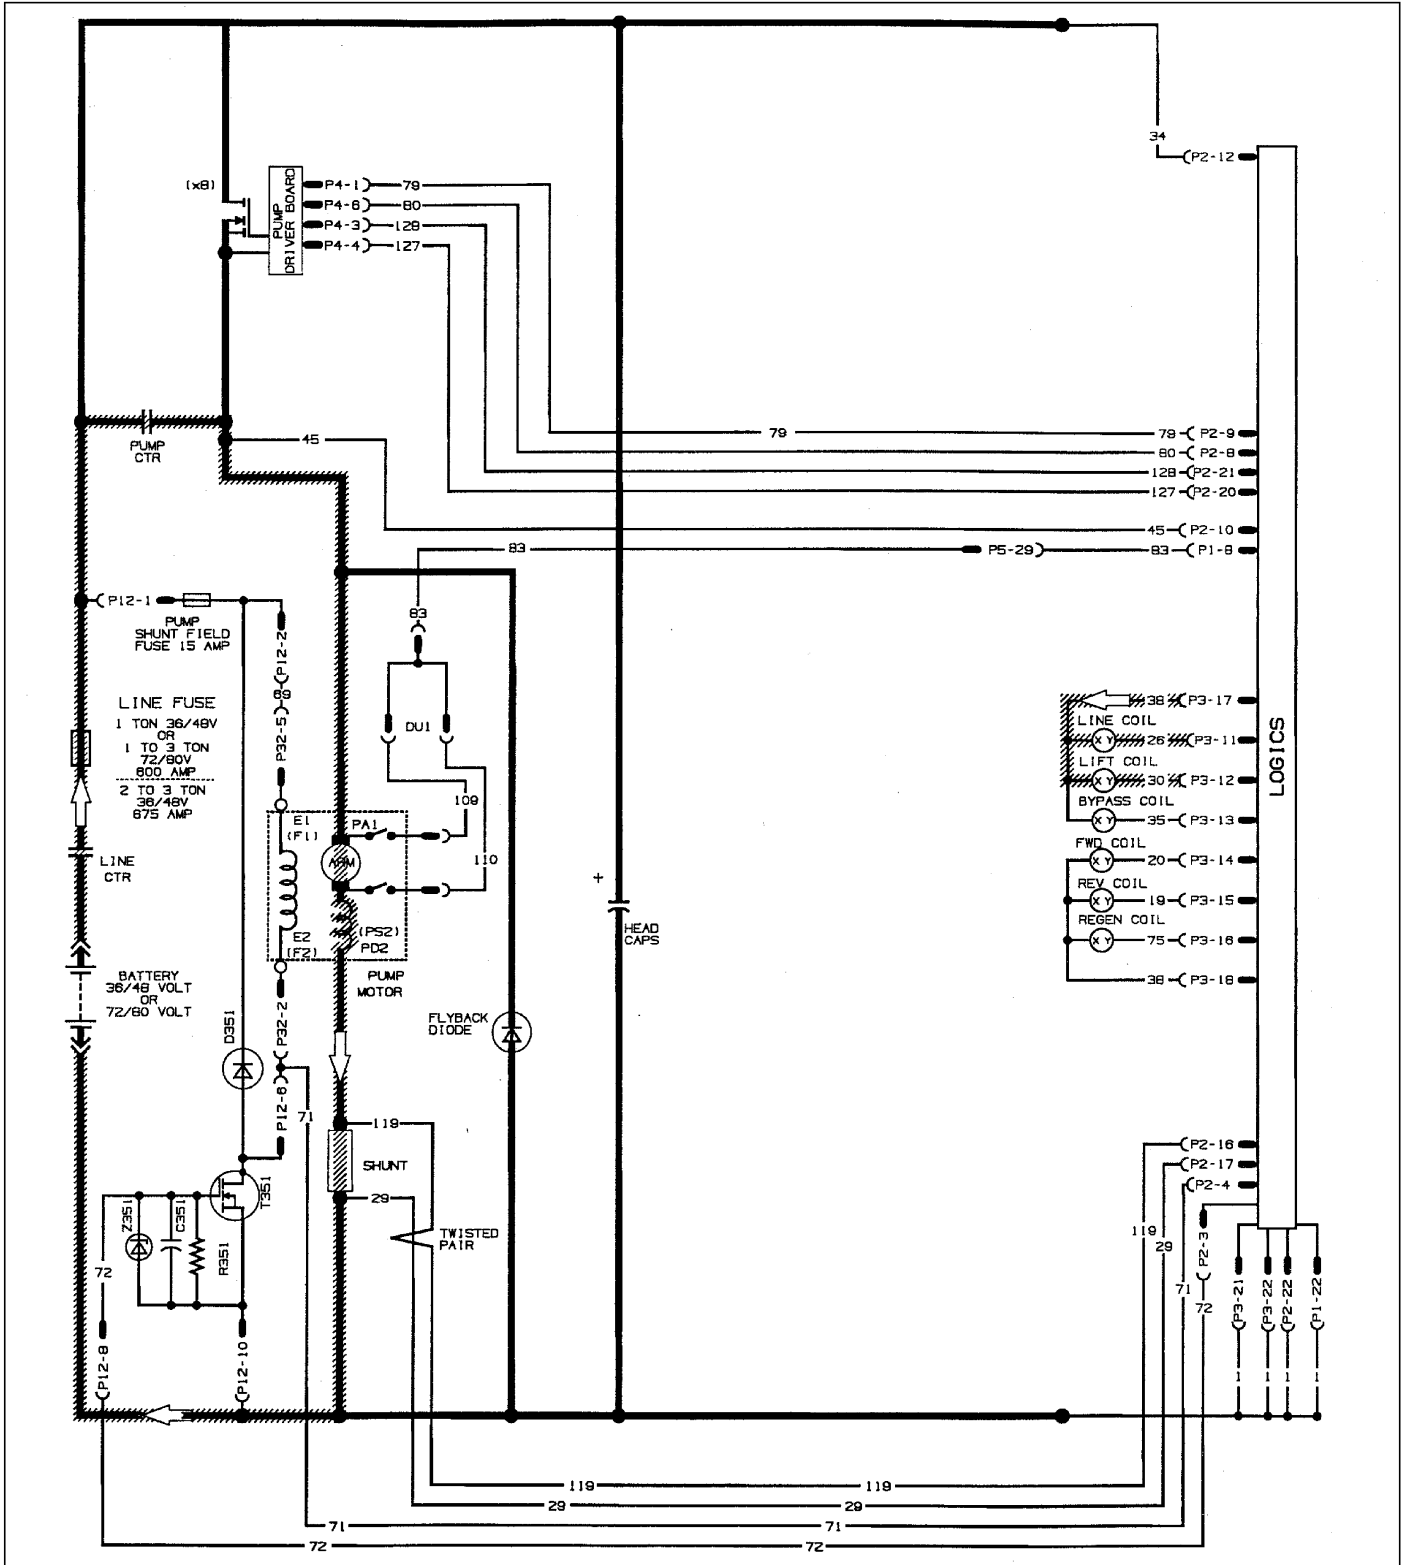 34
(P2-12
(x8)
PUMP
DRIVER BOARD
P4-1) 79
P4-6) 80
P4-3) 128
P4-4) 127
PUMP
CTR
45
79
79 (P2-9
80 (P2-8
128 (P2-21
127 (P2-20
45 (P2-10
83
P5-29)
83 (P1-8
(P12-1
PUMP
SHUNT FIELD
FUSE 15 AMP
P12-2
69
P32-5
83
DU1
LINE FUSE
1 TON 36/48V
OR
1 TO 3 TON
72/80V
600 AMP
2 TO 3 TON
36/48V
675 AMP
38 (P3-17
LINE COIL
X Y 26 (P3-11
LIFT COIL
X Y 30 (P3-12
BYPASS COIL
X Y 35 (P3-13
FWD COIL
X Y 20 (P3-14
REV COIL
X Y 19 (P3-15
REGEN COIL
X Y 75 (P3-16
38 (P3-18
LOGICS
109
110
E1
(F1)
PA1
ARM
LINE
CTR
E2
(F2)
(PS2)
PD2
PUMP
MOTOR
+
HEAD
CAPS
BATTERY
36/48 VOLT
OR
72/80 VOLT
D351
P32-2
P12-6
71
FLYBACK
DIODE
119
SHUNT
29
TWISTED
PAIR
T351
Z351
C351
R351
72
P12-8
P12-10
(P2-16
(P2-17
(P2-4
119
29
71
P2-3
72
P3-21
P3-22
P2-22
P1-22
1
1
1
1
119
119
29
29
71
71
72
72